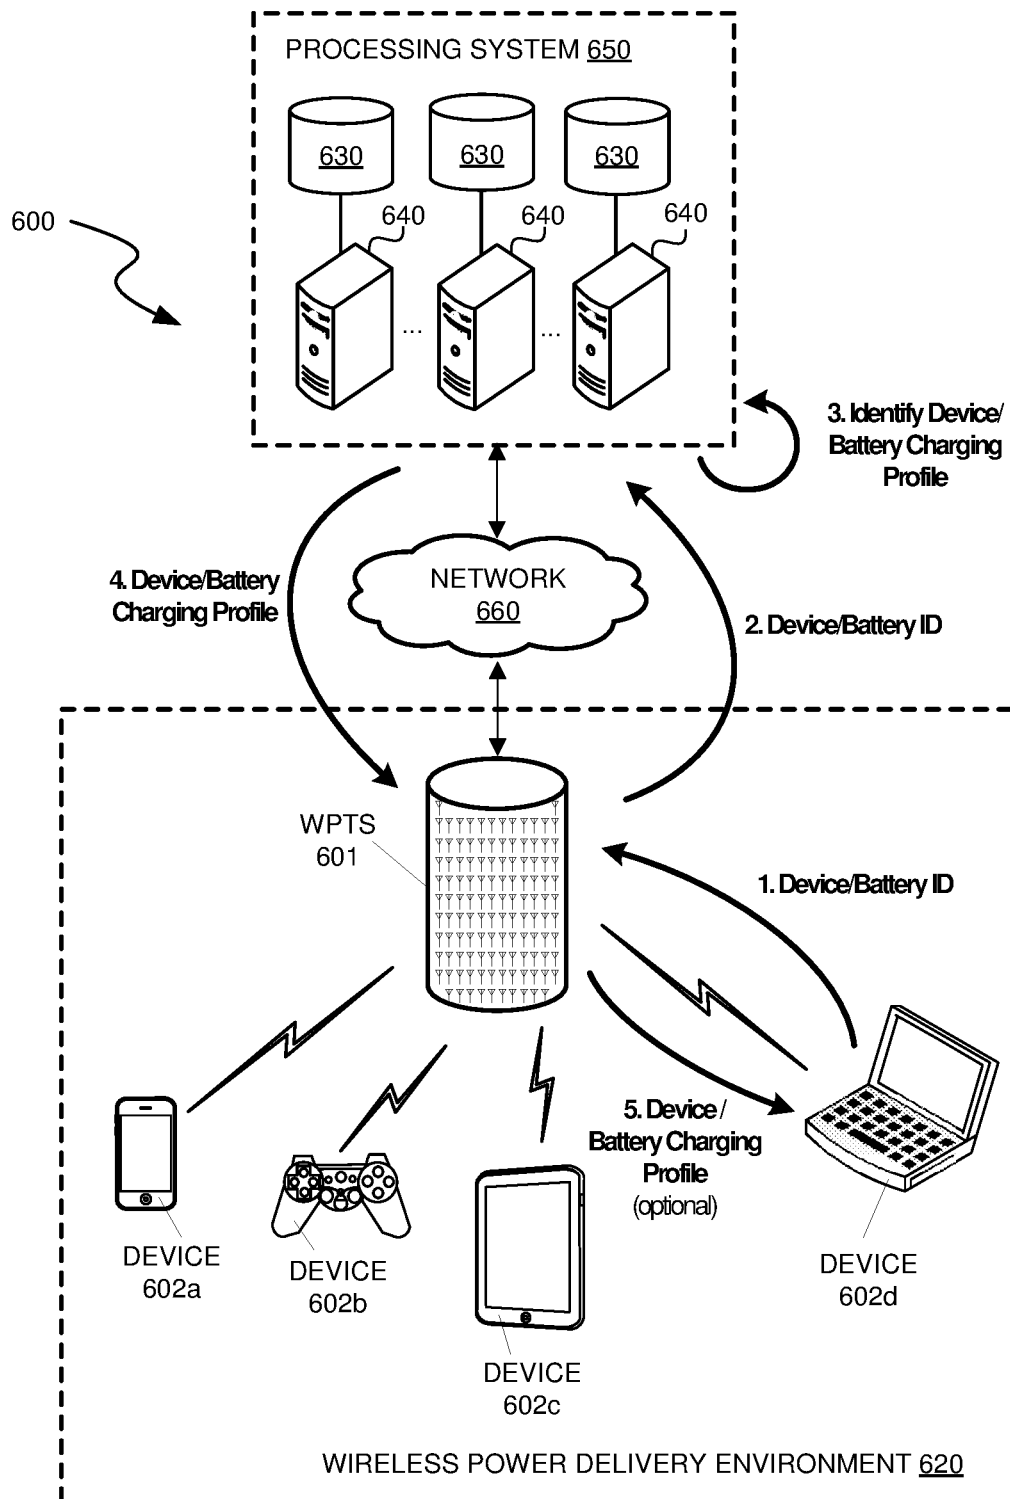 PROCESSING SYSTEM 650
630
630
630
640
640
640
600
...
...
3. Identify Device/
Battery Charging
Profile
4. Device/Battery
Charging Profile
NETWORK
660
2. Device/Battery ID
WPTS
601
1. Device/Battery ID
5. Device /
Battery Charging
Profile
(optional)
DEVICE
602a
DEVICE
602b
DEVICE
602c
DEVICE
602d
WIRELESS POWER DELIVERY ENVIRONMENT 620